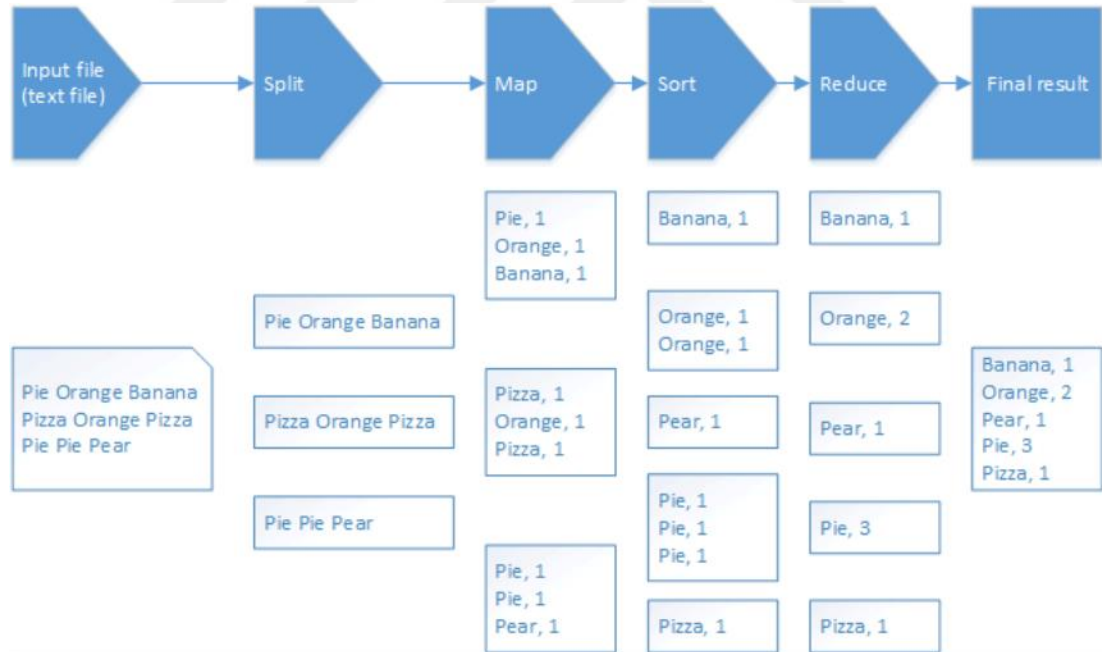 Input file
(text file)
Split
Map
Sort
Reduce
Final result
Pie Orange Banana
Pizza Orange Pizza
Pie Pie Pear
Pie Orange Banana
Pizza Orange Pizza
Pie Pie Pear
Pie, 1
Orange, 1
Banana, 1
Pizza, 1
Orange, 1
Pizza, 1
Pie, 1
Pie, 1
Pear, 1
Banana, 1
Orange, 1
Orange, 1
Pear, 1
Pie, 1
Pie, 1
Pie, 1
Pizza, 1
Banana, 1
Orange, 2
Pear, 1
Pie, 3
Pizza, 1
Banana, 1
Orange, 2
Pear, 1
Pie, 3
Pizza, 1